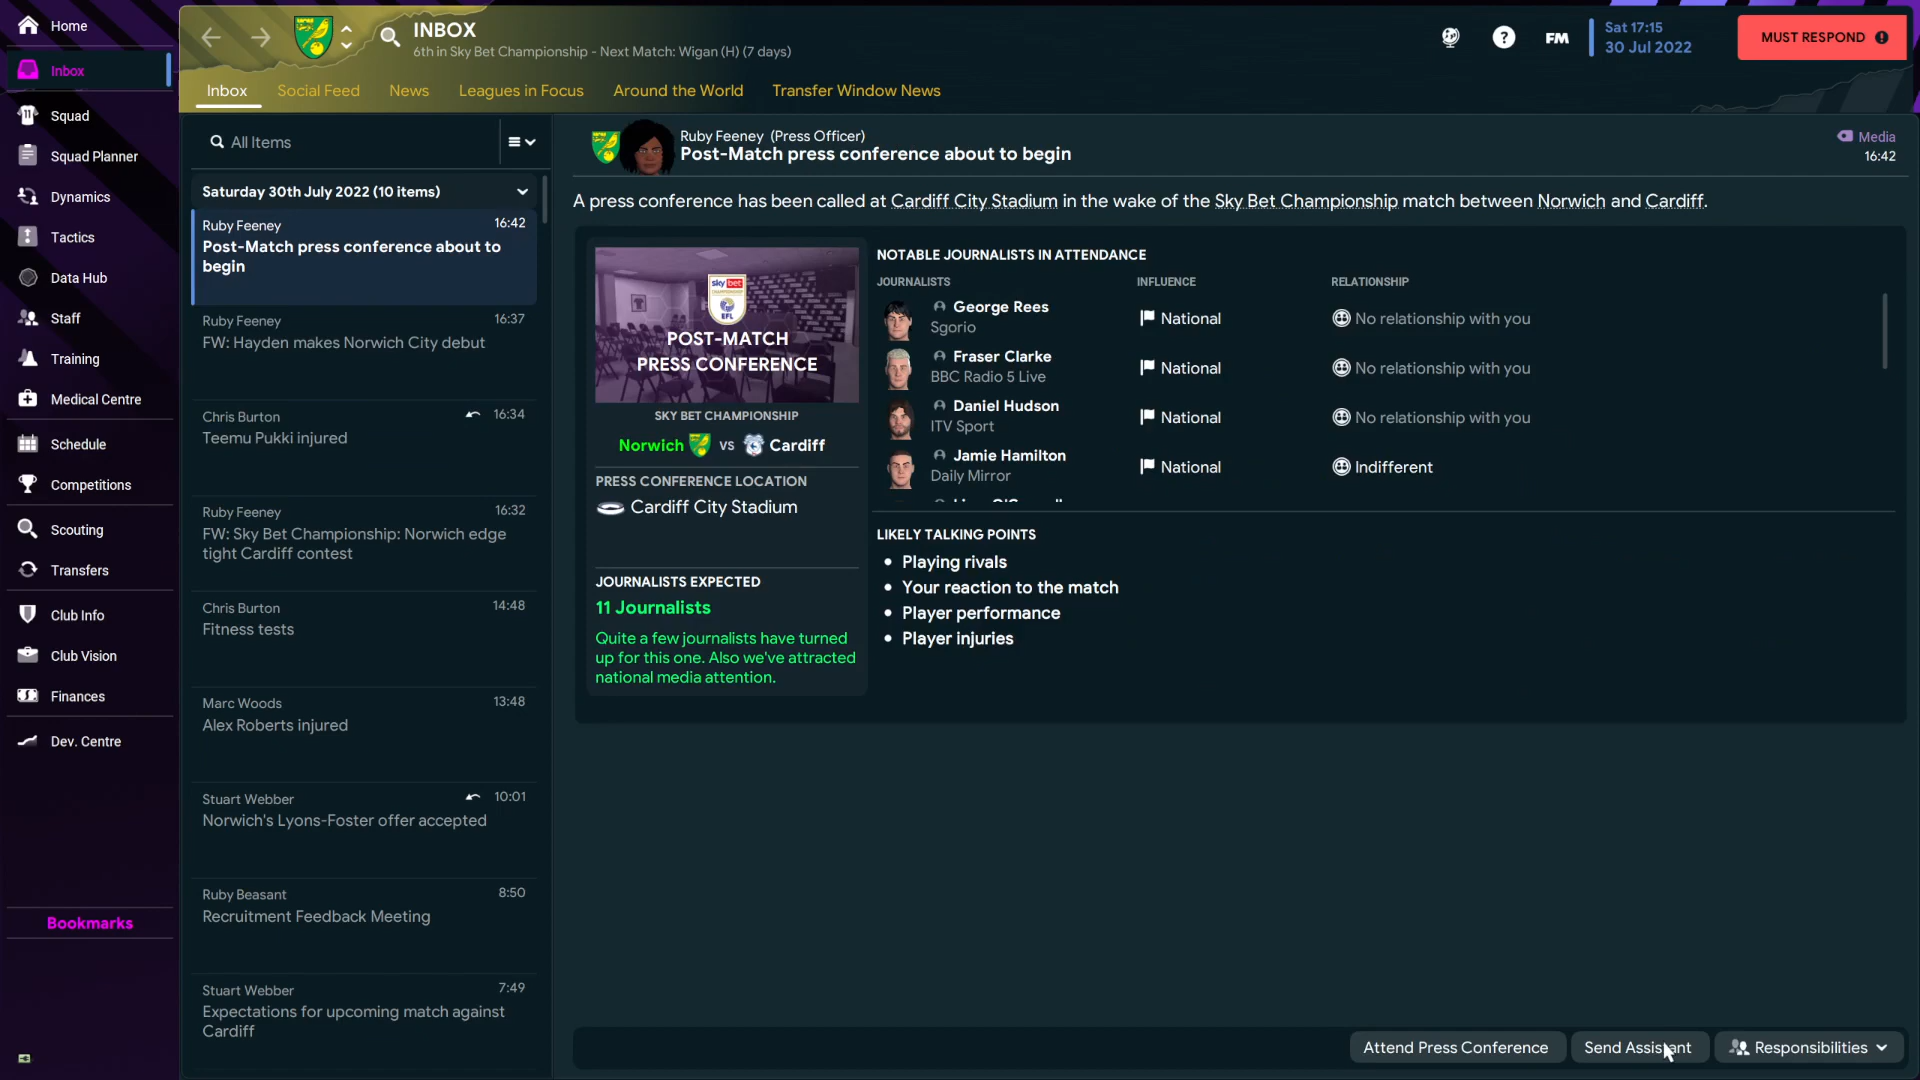 Home
Inbox
Squad
Squad Planner
Dynamics
Tactics
Data Hub
Staff
Training
Medical Centre
Schedule
Competitions
Scouting
Transfers
Club Info
Club Vision
Finances
Dev. Centre
Bookmarks
INBOX
6th in Sky Bet Championship - Next Match: Wigan (H) (7 days)
?
FM
Sat 17:15
30 Jul 2022
MUST RESPOND
Inbox
Social Feed
News
Leagues in Focus
Around the World
Transfer Window News
All Items
Saturday 30th July 2022 (10 items)
Ruby Feeney 16:42
Post-Match press conference about to
begin
Ruby Feeney 16:37
FW: Hayden makes Norwich City debut
Chris Burton 16:34
Teemu Pukki injured
Ruby Feeney 16:32
FW: Sky Bet Championship: Norwich edge
tight Cardiff contest
Chris Burton 14:48
Fitness tests
Marc Woods 13:48
Alex Roberts injured
Stuart Webber 10:01
Norwich's Lyons-Foster offer accepted
Ruby Beasant 8:50
Recruitment Feedback Meeting
Stuart Webber 7:49
Expectations for upcoming match against
Cardiff
Ruby Feeney (Press Officer)
Post-Match press conference about to begin
Media
16:42
A press conference has been called at Cardiff City Stadium in the wake of the Sky Bet Championship match between Norwich and Cardiff.
sky bet
CHAMPIONSHIP
EFL
POST-MATCH
PRESS CONFERENCE
SKY BET CHAMPIONSHIP
Norwich vs Cardiff
PRESS CONFERENCE LOCATION
Cardiff City Stadium
JOURNALISTS EXPECTED
11 Journalists
Quite a few journalists have turned
up for this one. Also we've attracted
national media attention.
NOTABLE JOURNALISTS IN ATTENDANCE
JOURNALISTS INFLUENCE RELATIONSHIP
George Rees
Sgorio
National
No relationship with you
Fraser Clarke
BBC Radio 5 Live
National
No relationship with you
Daniel Hudson
ITV Sport
National
No relationship with you
Jamie Hamilton
Daily Mirror
National
Indifferent
LIKELY TALKING POINTS
• Playing rivals
• Your reaction to the match
• Player performance
• Player injuries
Attend Press Conference
Send Assistant
Responsibilities